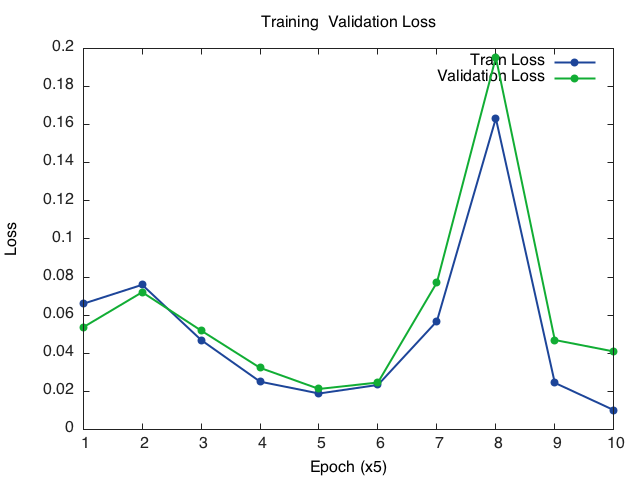 Training  Validation Loss
Train Loss
Validation Loss
0.2
0.18
0.16
0.14
0.12
0.1
0.08
0.06
0.04
0.02
0
Loss
1 2 3 4 5 6 7 8 9 10
Epoch (x5)